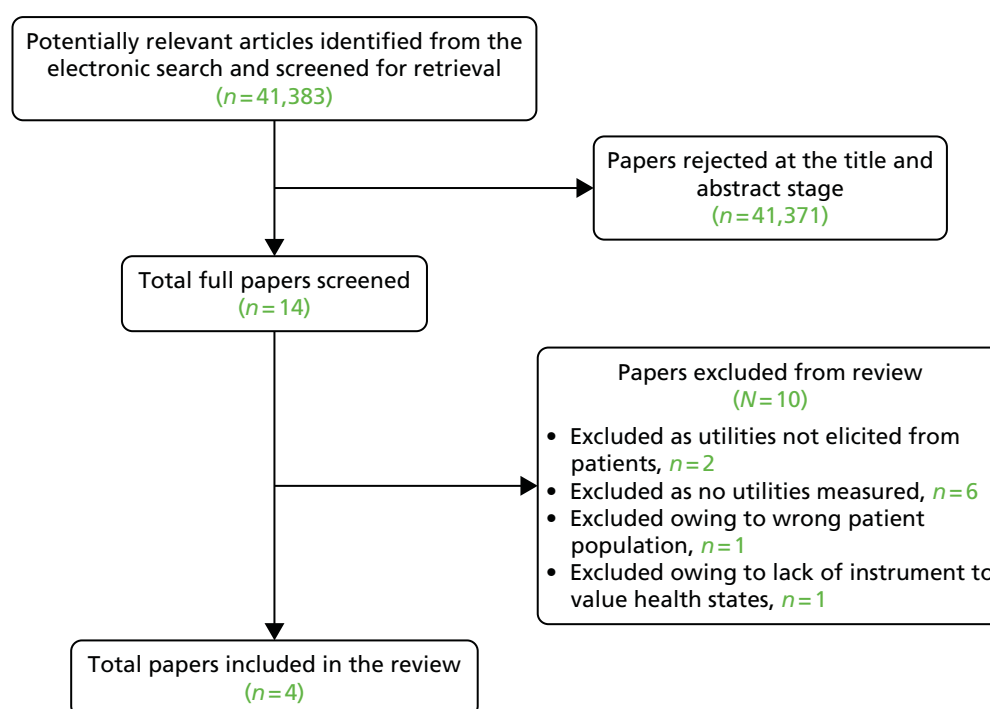 Potentially relevant articles identified from the
electronic search and screened for retrieval
(n=41,383)
Papers rejected at the title and
abstract stage
(n=41,371)
Total full papers screened
(n=14)
Papers excluded from review
(N=10)
• Excluded as utilities not elicited from
patients, n=2
• Excluded as no utilities measured, n=6
• Excluded owing to wrong patient
population, n=1
• Excluded owing to lack of instrument to
value health states, n=1
Total papers included in the review
(n=4)